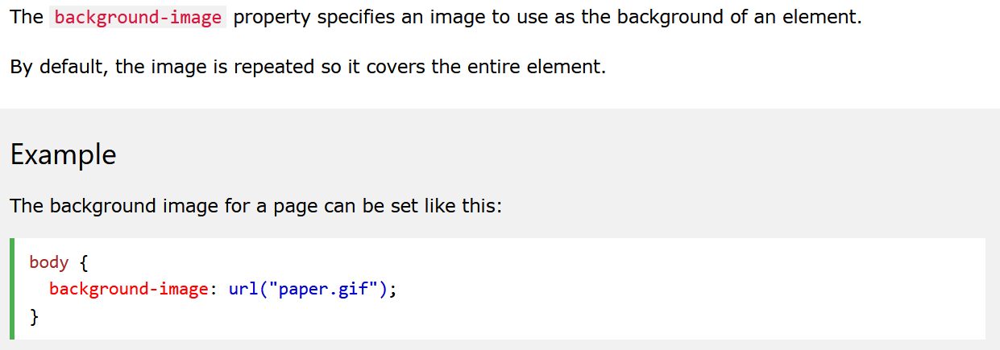 The background-image property specifies an image to use as the background of an element.
By default, the image is repeated so it covers the entire element.
Example
The background image for a page can be set like this:
body {
  background-image: url("paper.gif");
}